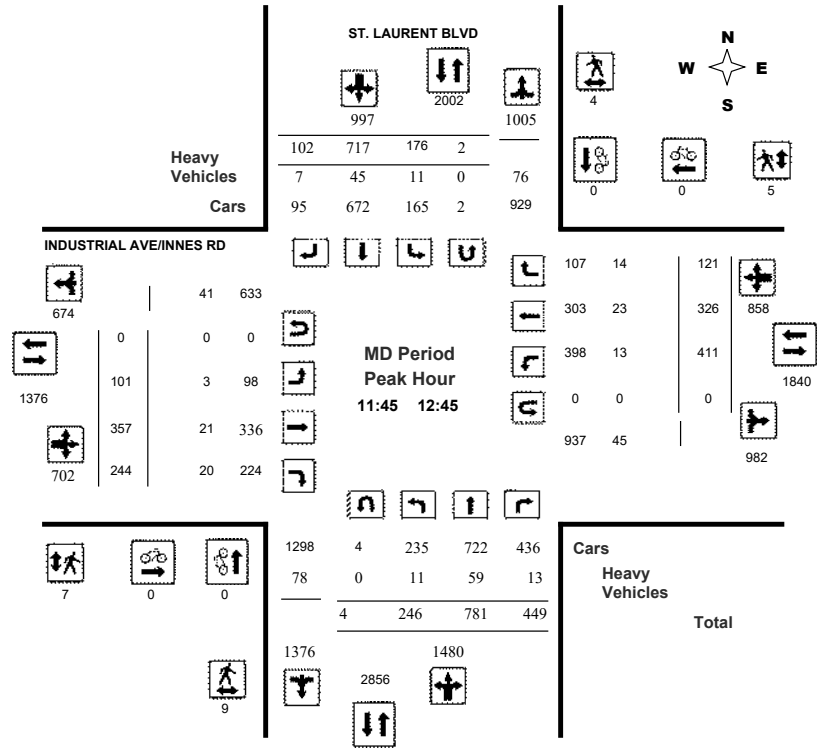 ST. LAURENT BLVD
N
W E
S
2002
4
997
1005
102 717 176 2
Heavy
Vehicles
7 45 11 0 76
0 0 5
Cars
95 672 165 2 929
INDUSTRIAL AVE/INNES RD
107 14 121
674
41 633
303 23 326
858
0 0 0
MD Period
Peak Hour
11:45 12:45
398 13 411
1376
101 3 98
1840
0 0 0
357 21 336
937 45
982
702
244 20 224
1298 4 235 722 436
Cars
78 0 11 59 13
Heavy
Vehicles
7 0 0
4 246 781 449
Total
1376 1480
2856
9